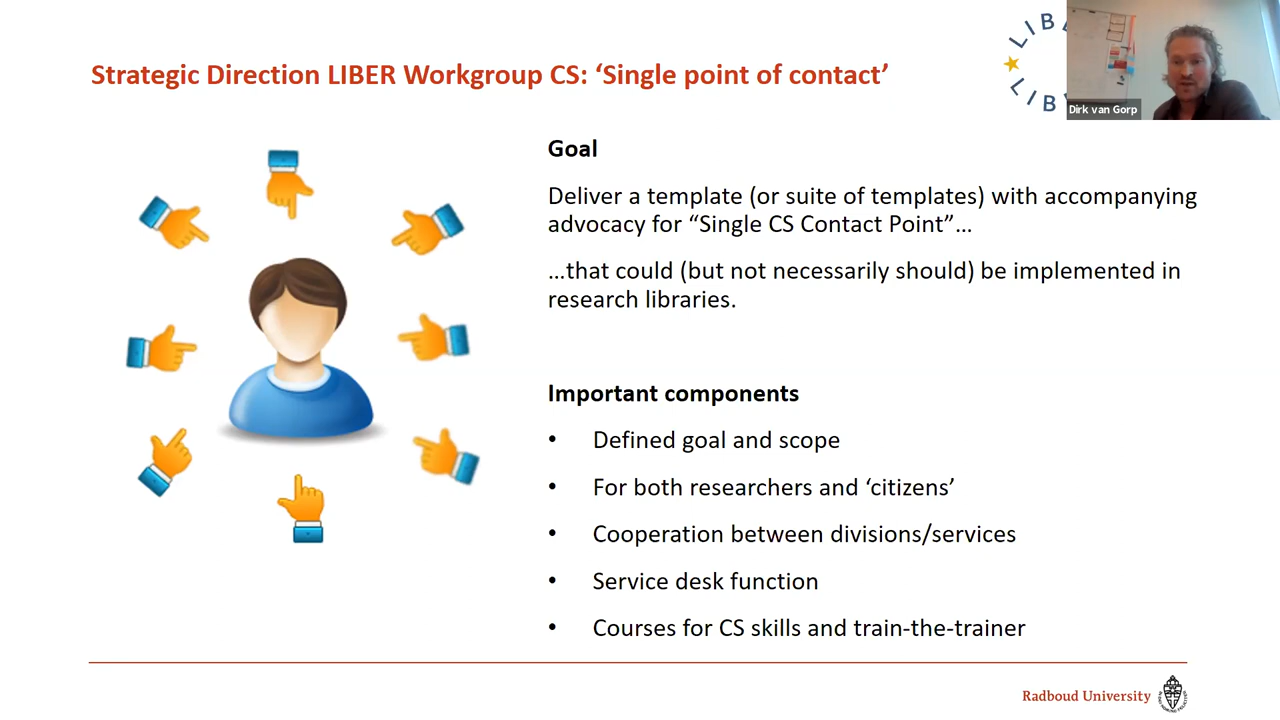 Strategic Direction LIBER Workgroup CS: ‘Single point of contact’
LIB
LIB
Dirk van Gorp
Goal
Deliver a template (or suite of templates) with accompanying
advocacy for “Single CS Contact Point”…
…that could (but not necessarily should) be implemented in
research libraries.
Important components
• Defined goal and scope
• For both researchers and ‘citizens’
• Cooperation between divisions/services
• Service desk function
• Courses for CS skills and train-the-trainer
Radboud University